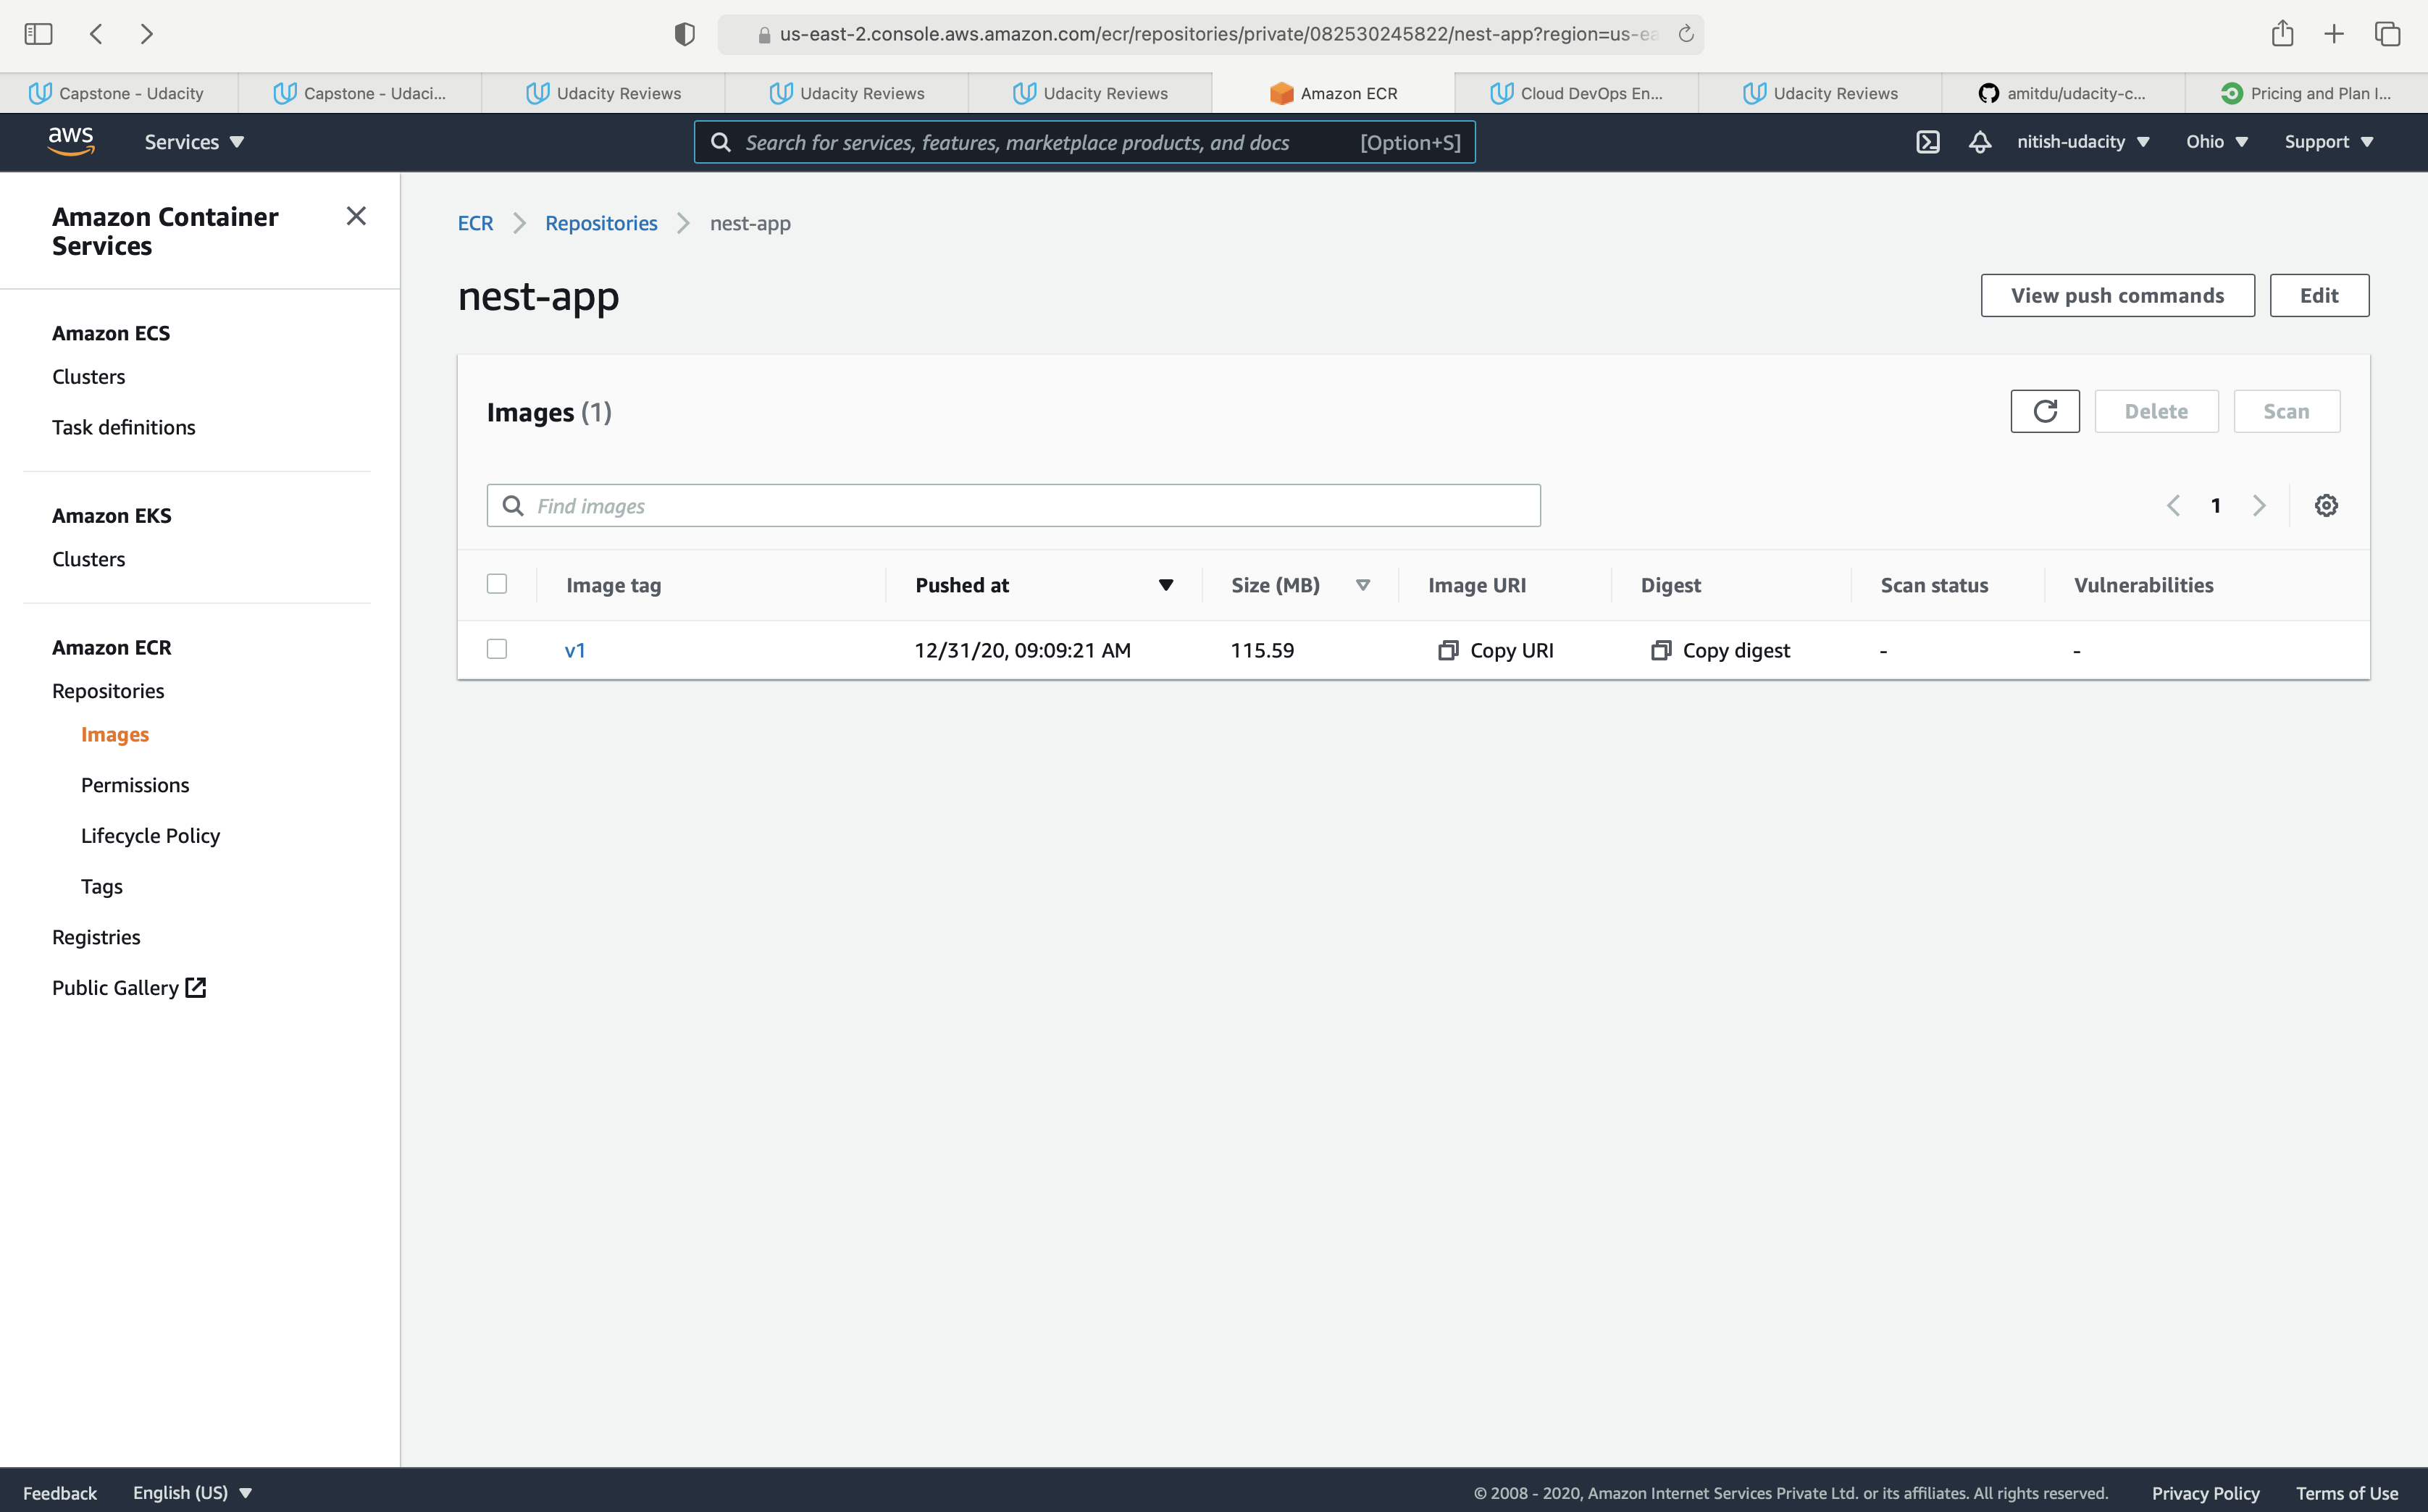 us-east-2.console.aws.amazon.com/ecr/repositories/private/082530245822/nest-app?region=us-ea
Capstone - Udacity
Capstone - Udaci...
Udacity Reviews
Udacity Reviews
Udacity Reviews
Amazon ECR
Cloud DevOps En...
Udacity Reviews
amitdu/udacity-c...
Pricing and Plan I...
aws
Services
Search for services, features, marketplace products, and docs
[Option+S]
nitish-udacity
Ohio
Support
Amazon Container
Services
Amazon ECS
Clusters
Task definitions
Amazon EKS
Clusters
Amazon ECR
Repositories
Images
Permissions
Lifecycle Policy
Tags
Registries
Public Gallery
ECR
Repositories
nest-app
nest-app
View push commands
Edit
Images (1)
Delete
Scan
Find images
1
Image tag
Pushed at
Size (MB)
Image URI
Digest
Scan status
Vulnerabilities
v1
12/31/20, 09:09:21 AM
115.59
Copy URI
Copy digest
-
-
Feedback
English (US)
© 2008 - 2020, Amazon Internet Services Private Ltd. or its affiliates. All rights reserved.
Privacy Policy
Terms of Use